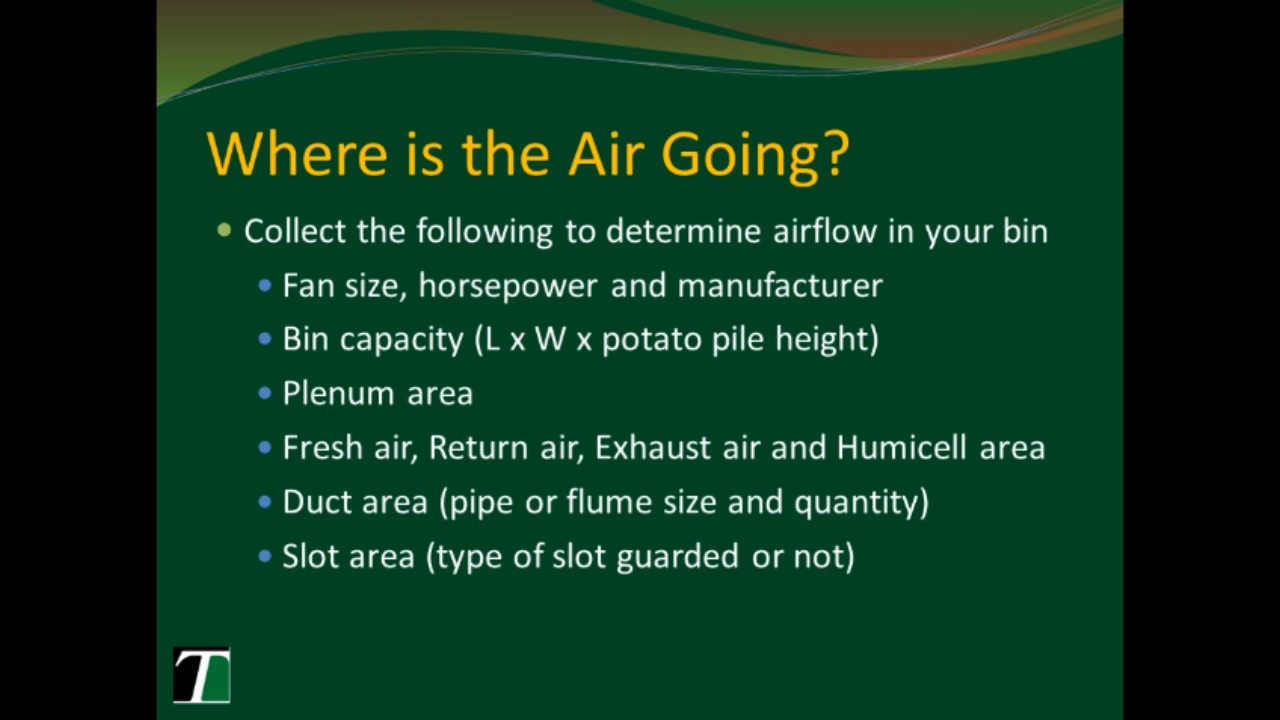 Where is the Air Going?
Collect the following to determine airflow in your bin
Fan size, horsepower and manufacturer
Bin capacity (L x W x potato pile height)
Plenum area
Fresh air, Return air, Exhaust air and Humicell area
Duct area (pipe or flume size and quantity)
Slot area (type of slot guarded or not)
T